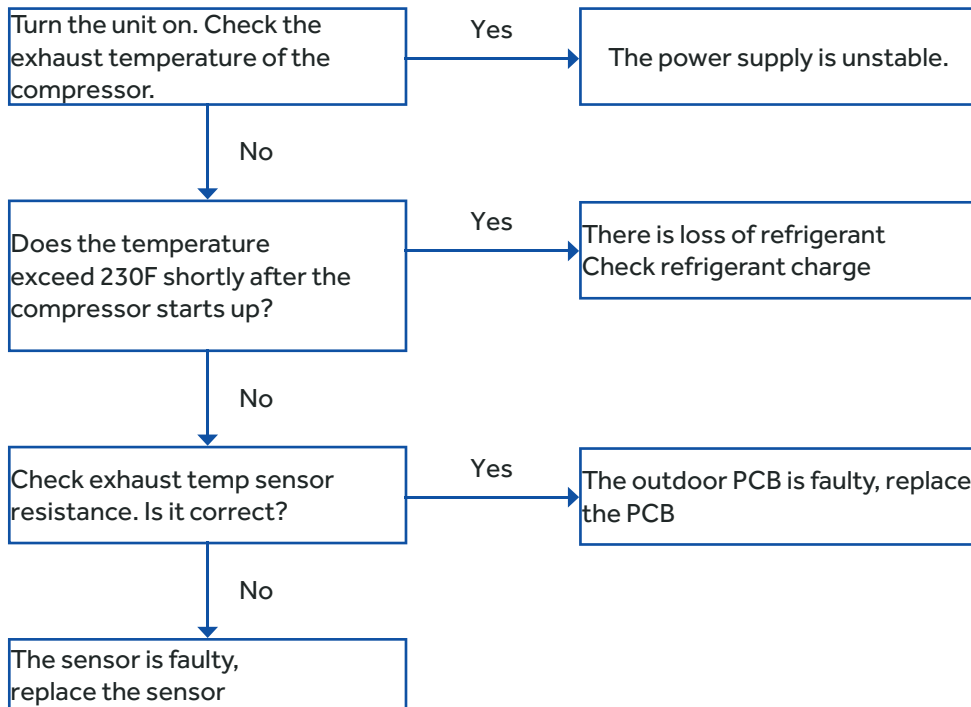 Turn the unit on. Check the
exhaust temperature of the
compressor.
Yes
The power supply is unstable.
No
Does the temperature
exceed 230F shortly after the
compressor starts up?
Yes
There is loss of refrigerant
Check refrigerant charge
No
Check exhaust temp sensor
resistance. Is it correct?
Yes
The outdoor PCB is faulty, replace
the PCB
No
The sensor is faulty,
replace the sensor